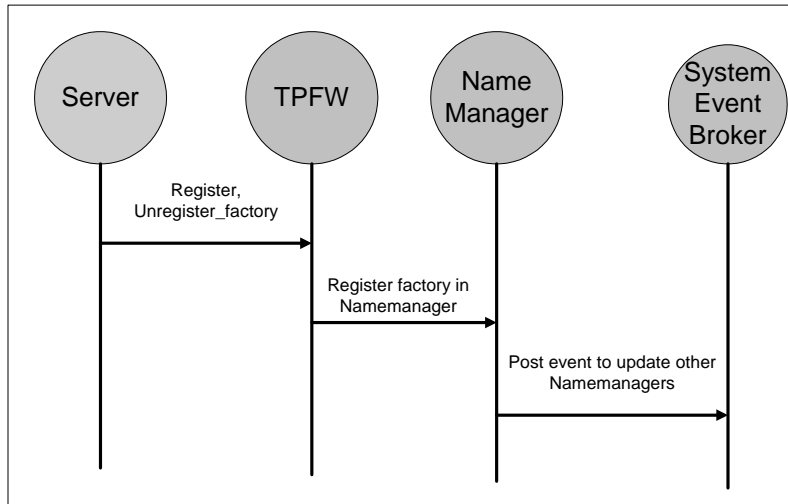 Server
TPFW
Name
Manager
System
Event
Broker
Register,
Unregister_factory
Register factory in
Namemanager
Post event to update other
Namemanagers